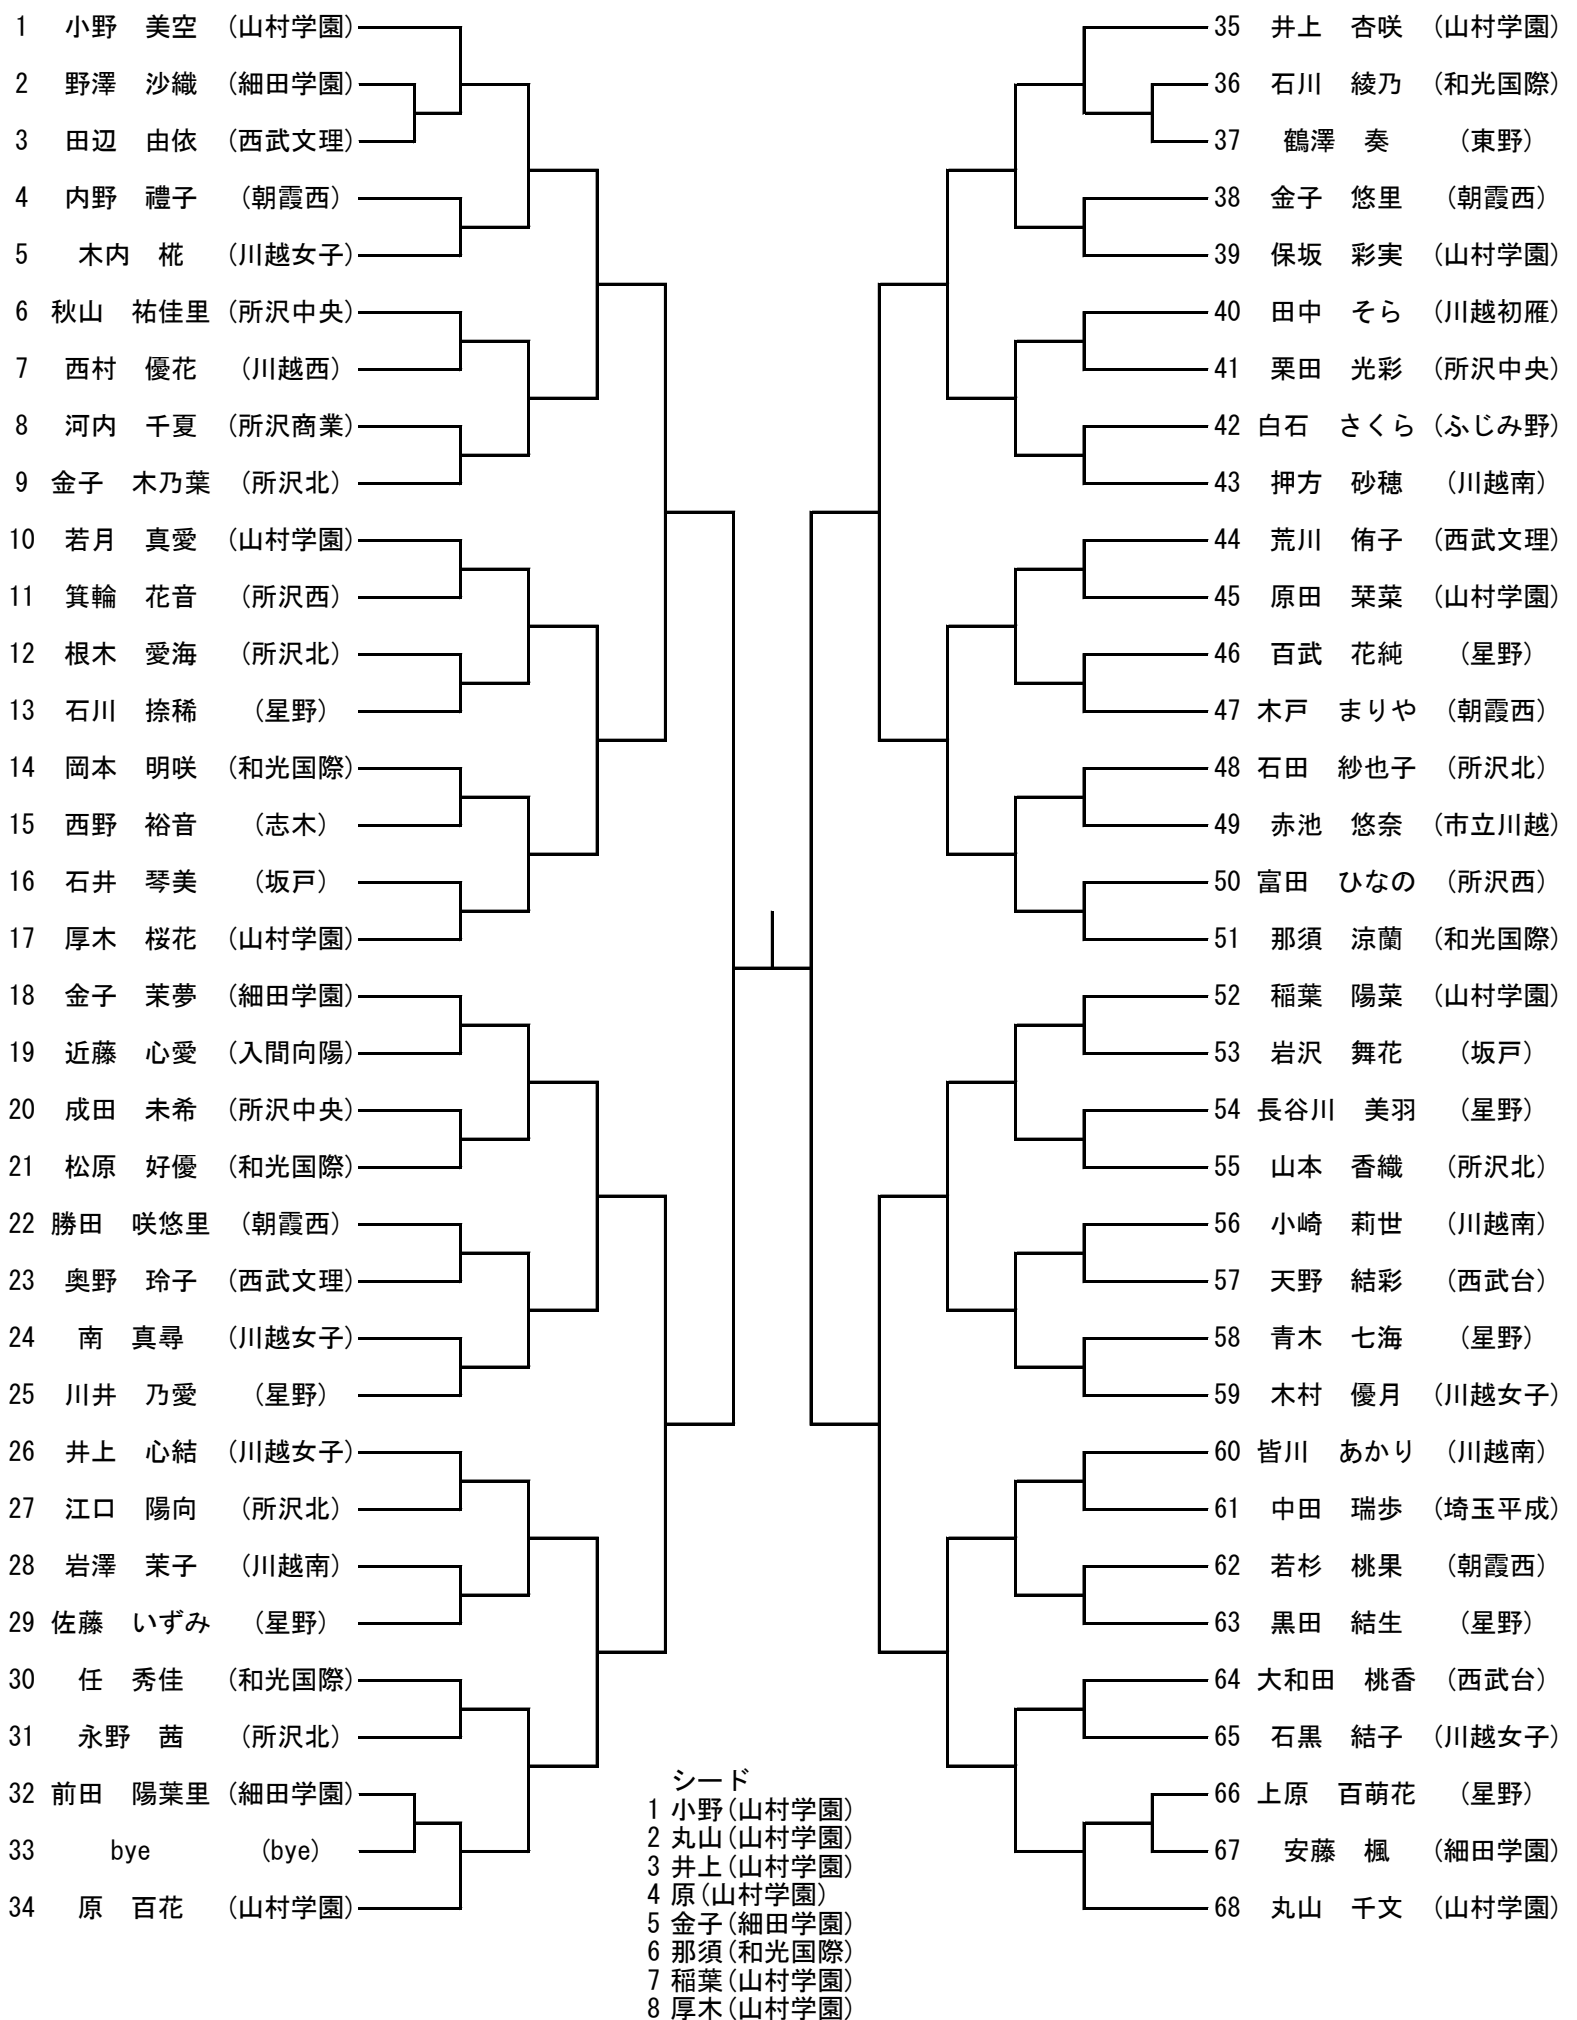 1 小野 美空 (山村学園)
2 野澤 沙織 (細田学園)
3 田辺 由依 (西武文理)
4 内野 禮子 (朝霞西)
5 木内 椛 (川越女子)
6 秋山 祐佳里 (所沢中央)
7 西村 優花 (川越西)
8 河内 千夏 (所沢商業)
9 金子 木乃葉 (所沢北)
10 若月 真愛 (山村学園)
11 箕輪 花音 (所沢西)
12 根木 愛海 (所沢北)
13 石川 捺稀 (星野)
14 岡本 明咲 (和光国際)
15 西野 裕音 (志木)
16 石井 琴美 (坂戸)
17 厚木 桜花 (山村学園)
18 金子 茉夢 (細田学園)
19 近藤 心愛 (入間向陽)
20 成田 未希 (所沢中央)
21 松原 好優 (和光国際)
22 勝田 咲悠里 (朝霞西)
23 奥野 玲子 (西武文理)
24 南 真尋 (川越女子)
25 川井 乃愛 (星野)
26 井上 心結 (川越女子)
27 江口 陽向 (所沢北)
28 岩澤 茉子 (川越南)
29 佐藤 いずみ (星野)
30 任 秀佳 (和光国際)
31 永野 茜 (所沢北)
32 前田 陽葉里 (細田学園)
33 bye (bye)
34 原 百花 (山村学園)
35 井上 杏咲 (山村学園)
36 石川 綾乃 (和光国際)
37 鶴澤 奏 (東野)
38 金子 悠里 (朝霞西)
39 保坂 彩実 (山村学園)
40 田中 そら (川越初雁)
41 栗田 光彩 (所沢中央)
42 白石 さくら (ふじみ野)
43 押方 砂穂 (川越南)
44 荒川 侑子 (西武文理)
45 原田 栞菜 (山村学園)
46 百武 花純 (星野)
47 木戸 まりや (朝霞西)
48 石田 紗也子 (所沢北)
49 赤池 悠奈 (市立川越)
50 富田 ひなの (所沢西)
51 那須 涼蘭 (和光国際)
52 稲葉 陽菜 (山村学園)
53 岩沢 舞花 (坂戸)
54 長谷川 美羽 (星野)
55 山本 香織 (所沢北)
56 小崎 莉世 (川越南)
57 天野 結彩 (西武台)
58 青木 七海 (星野)
59 木村 優月 (川越女子)
60 皆川 あかり (川越南)
61 中田 瑞歩 (埼玉平成)
62 若杉 桃果 (朝霞西)
63 黒田 結生 (星野)
64 大和田 桃香 (西武台)
65 石黒 結子 (川越女子)
66 上原 百萌花 (星野)
67 安藤 楓 (細田学園)
68 丸山 千文 (山村学園)
シード
1 小野(山村学園)
2 丸山(山村学園)
3 井上(山村学園)
4 原(山村学園)
5 金子(細田学園)
6 那須(和光国際)
7 稲葉(山村学園)
8 厚木(山村学園)